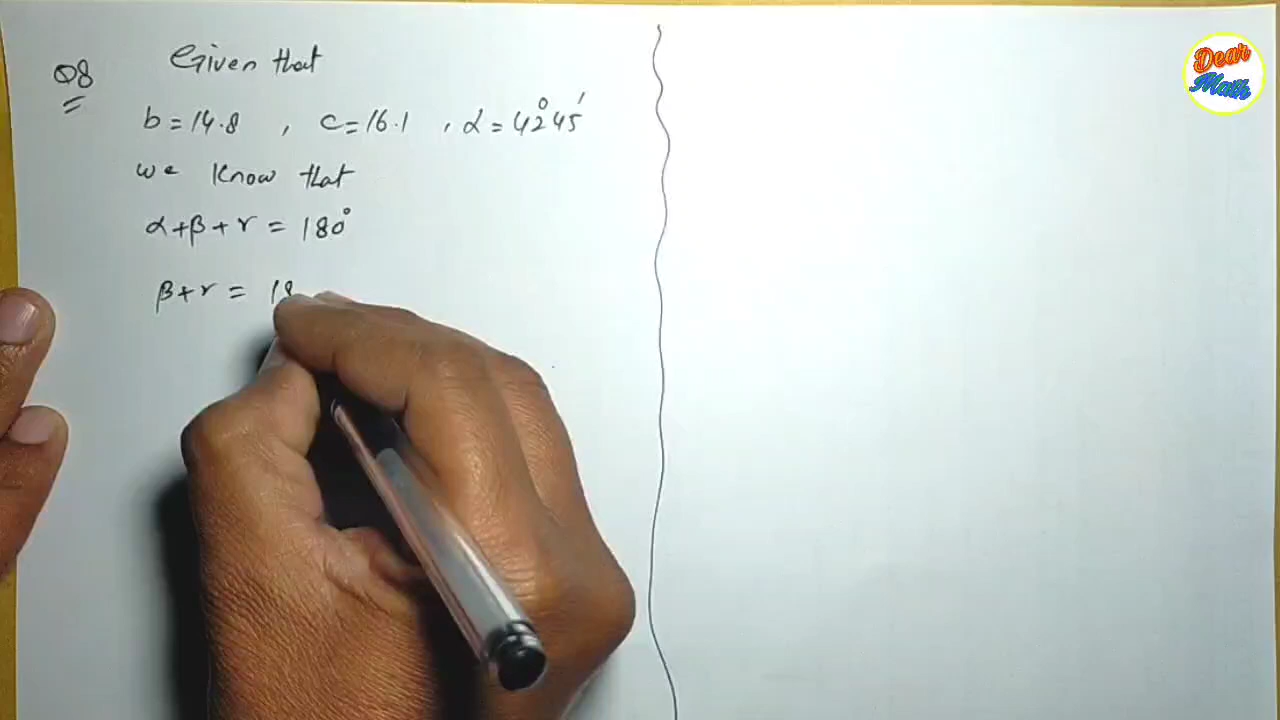 Q8 Given that
b = 14.8 , c = 16.1 , α = 42°45'
we know that
α+β+γ = 180°
β+γ = 18
Dear
Math